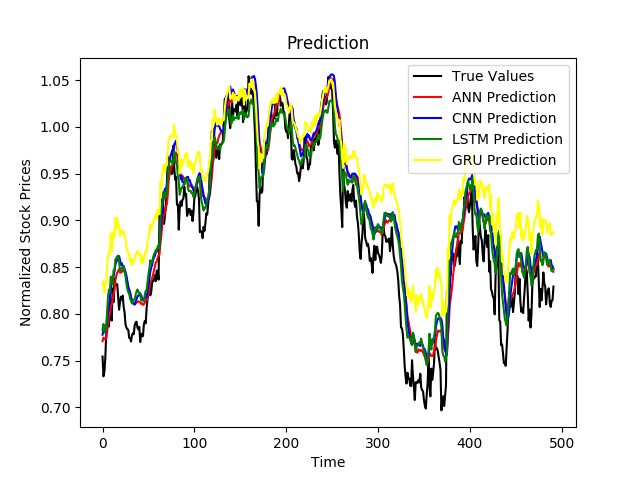 Prediction
True Values
ANN Prediction
CNN Prediction
LSTM Prediction
GRU Prediction
Normalized Stock Prices
1.05
1.00
0.95
0.90
0.85
0.80
0.75
0.70
0 100 200 300 400 500
Time